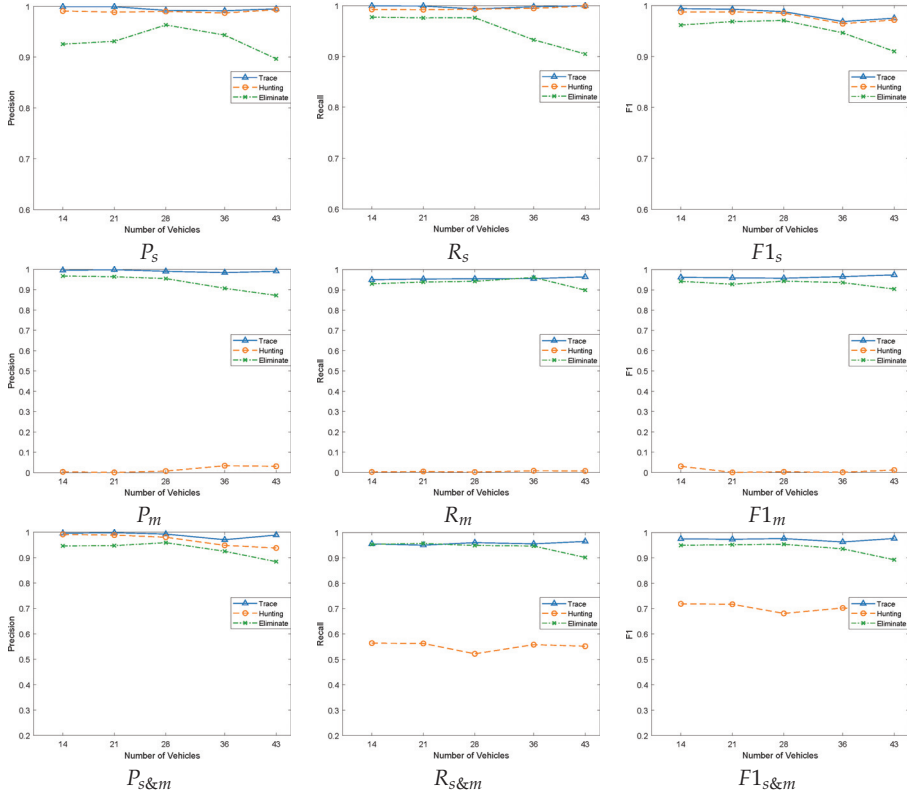 1
0.9
0.8
0.7
0.6
Precision
14 21 28 36 43
Number of Vehicles
Trace
Hunting
Eliminate
P_s
1
0.9
0.8
0.7
0.6
Recall
14 21 28 36 43
Number of Vehicles
Trace
Hunting
Eliminate
R_s
1
0.9
0.8
0.7
0.6
F1
14 21 28 36 43
Number of Vehicles
Trace
Hunting
Eliminate
F1_s
1
0.9
0.8
0.7
0.6
0.5
0.4
0.3
0.2
0.1
0
Precision
14 21 28 36 43
Number of Vehicles
Trace
Hunting
Eliminate
P_m
1
0.9
0.8
0.7
0.6
0.5
0.4
0.3
0.2
0.1
0
Recall
14 21 28 36 43
Number of Vehicles
Trace
Hunting
Eliminate
R_m
1
0.9
0.8
0.7
0.6
0.5
0.4
0.3
0.2
0.1
0
F1
14 21 28 36 43
Number of Vehicles
Trace
Hunting
Eliminate
F1_m
1
0.9
0.8
0.7
0.6
0.5
0.4
0.3
0.2
Precision
14 21 28 36 43
Number of Vehicles
Trace
Hunting
Eliminate
P_s&m
1
0.9
0.8
0.7
0.6
0.5
0.4
0.3
0.2
Recall
14 21 28 36 43
Number of Vehicles
Trace
Hunting
Eliminate
R_s&m
1
0.9
0.8
0.7
0.6
0.5
0.4
0.3
0.2
F1
14 21 28 36 43
Number of Vehicles
Trace
Hunting
Eliminate
F1_s&m